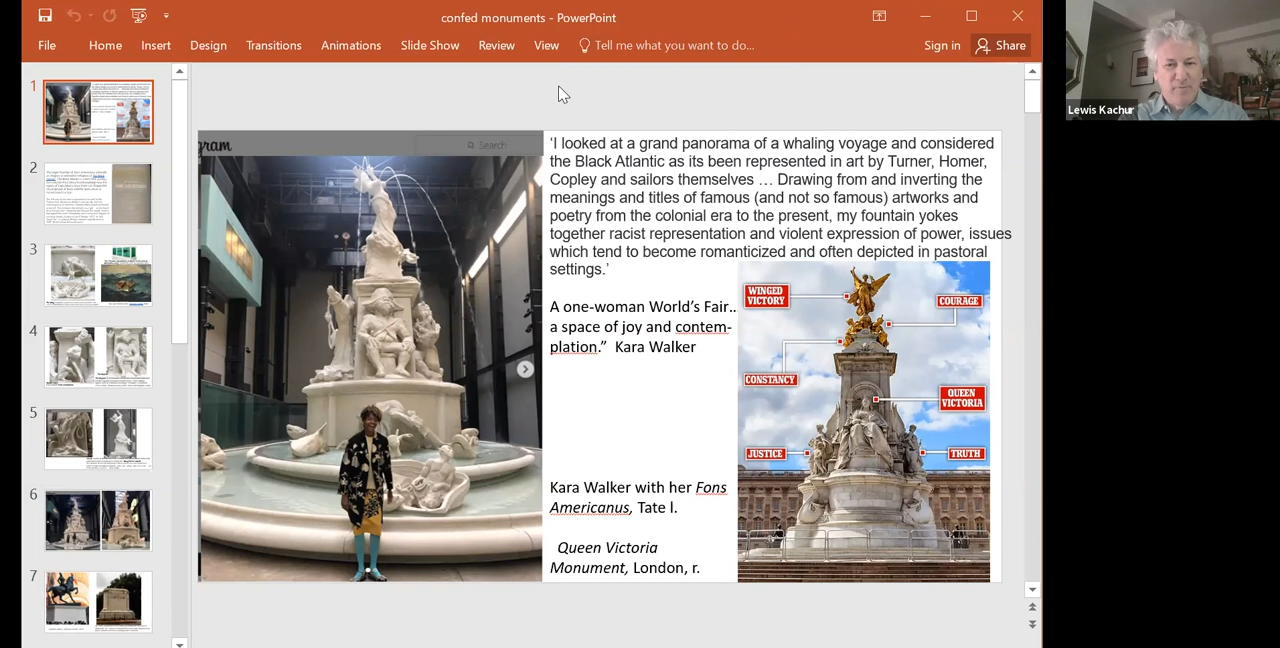 confed monuments - PowerPoint
File Home Insert Design Transitions Animations Slide Show Review View Tell me what you want to do... Sign in Share
Lewis Kachur
1
2
3
4
5
6
7
gram
Search
'I looked at a grand panorama of a whaling voyage and considered
the Black Atlantic as its been represented in art by Turner, Homer,
Copley and sailors themselves… Drawing from and inverting the
meanings and titles of famous (and not so famous) artworks and
poetry from the colonial era to the present, my fountain yokes
together racist representation and violent expression of power, issues
which tend to become romanticized and often depicted in pastoral
settings.'
A one-woman World's Fair..
a space of joy and contem-
plation." Kara Walker
Kara Walker with her Fons
Americanus, Tate l.
Queen Victoria
Monument, London, r.
WINGED
VICTORY
COURAGE
CONSTANCY
QUEEN
VICTORIA
JUSTICE
TRUTH